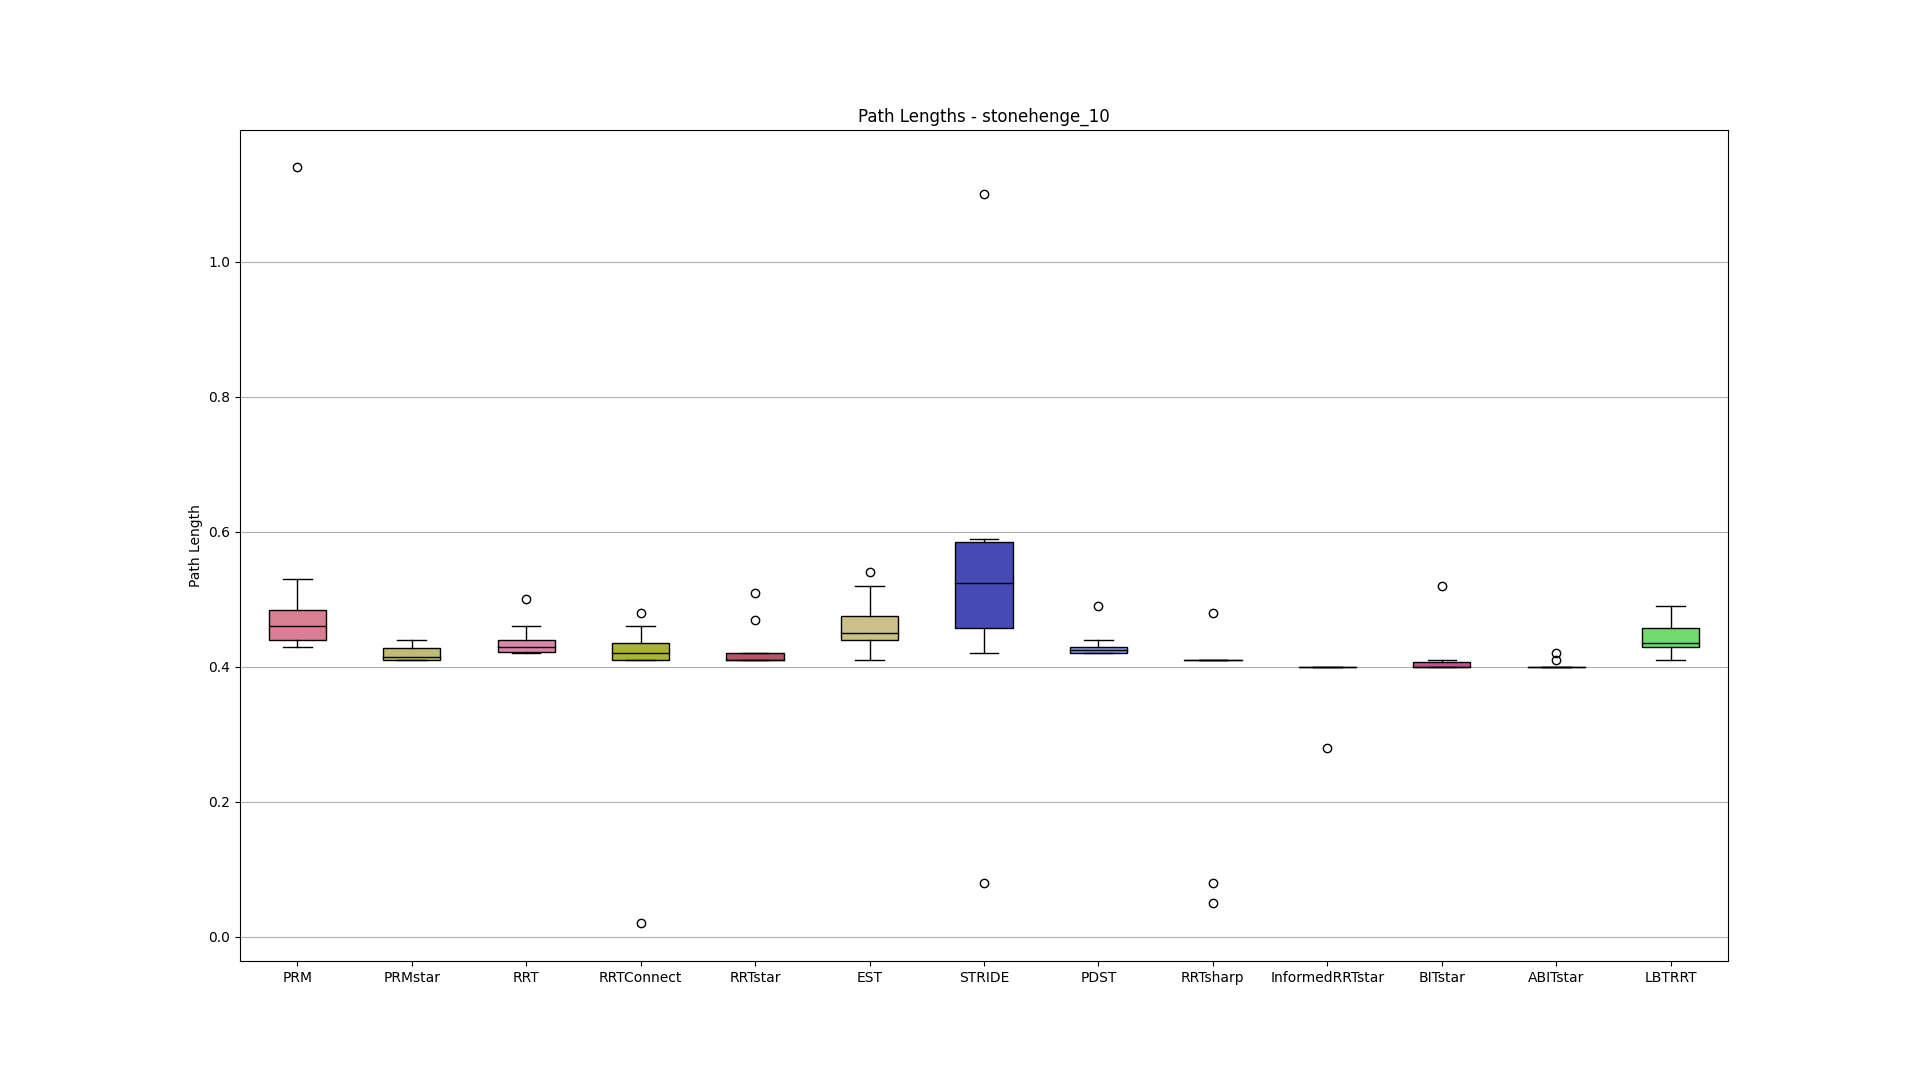 Path Lengths - stonehenge_10
Path Length
1.0
0.8
0.6
0.4
0.2
0.0
PRM PRMstar RRT RRTConnect RRTstar EST STRIDE PDST RRTsharp InformedRRTstar BITstar ABITstar LBTRRT